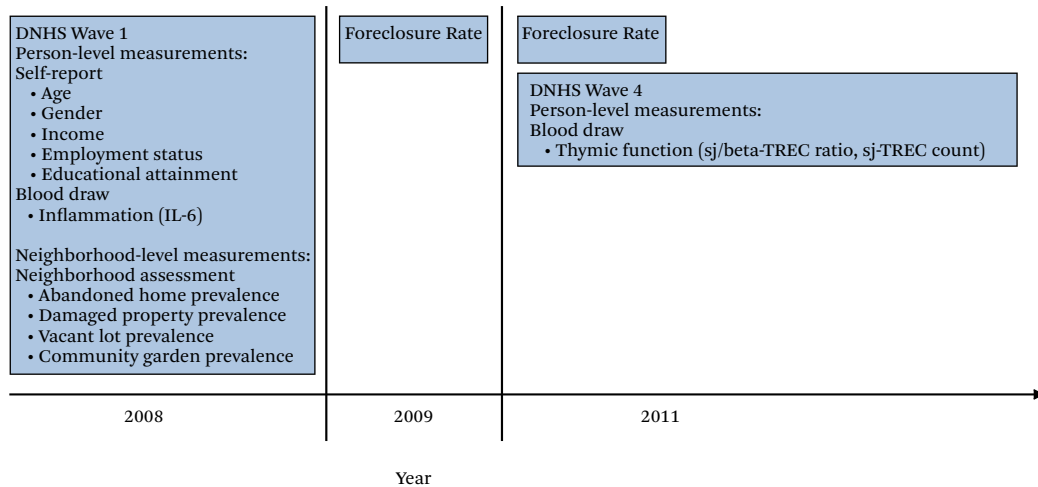 DNHS Wave 1
Person-level measurements:
Self-report
• Age
• Gender
• Income
• Employment status
• Educational attainment
Blood draw
• Inflammation (IL-6)
Neighborhood-level measurements:
Neighborhood assessment
• Abandoned home prevalence
• Damaged property prevalence
• Vacant lot prevalence
• Community garden prevalence
Foreclosure Rate
Foreclosure Rate
DNHS Wave 4
Person-level measurements:
Blood draw
• Thymic function (sj/beta-TREC ratio, sj-TREC count)
2008
2009
2011
Year